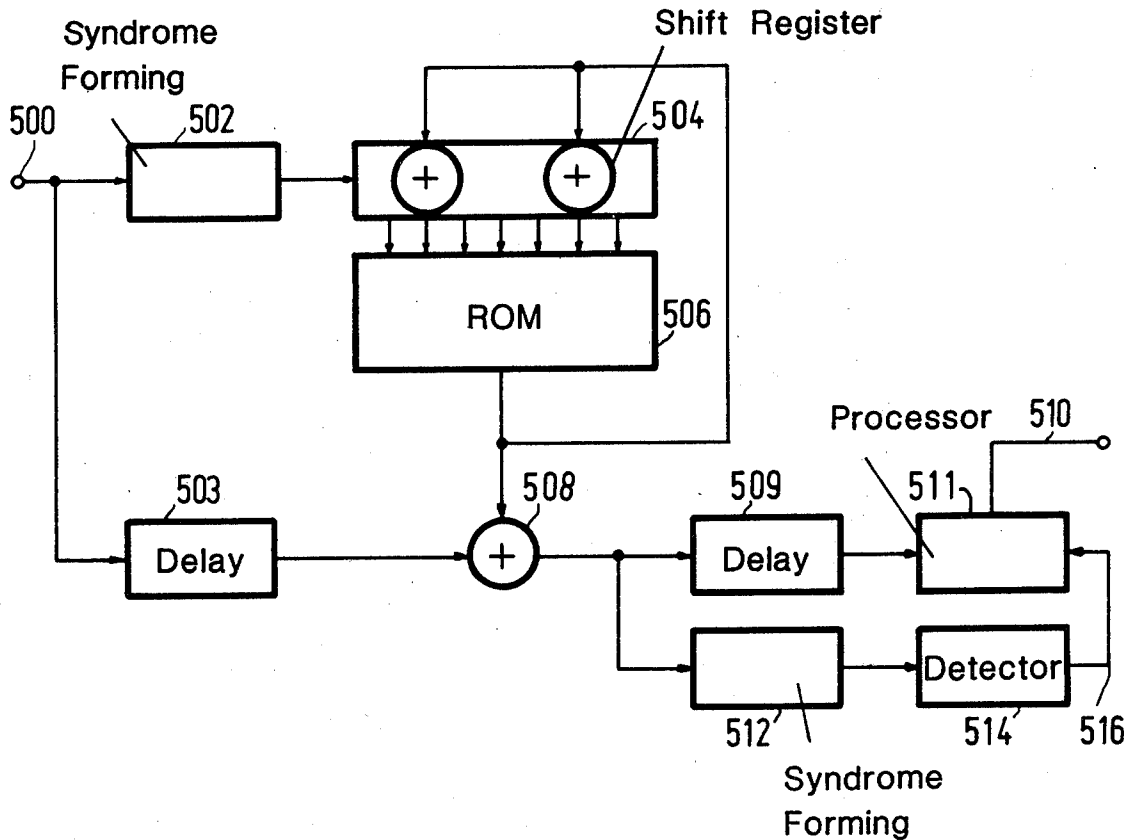 Syndrome
Forming
Shift Register
500
502
504
+
+
ROM
506
Processor
510
503
508
509
511
Delay
+
Delay
Detector
512
514
516
Syndrome
Forming